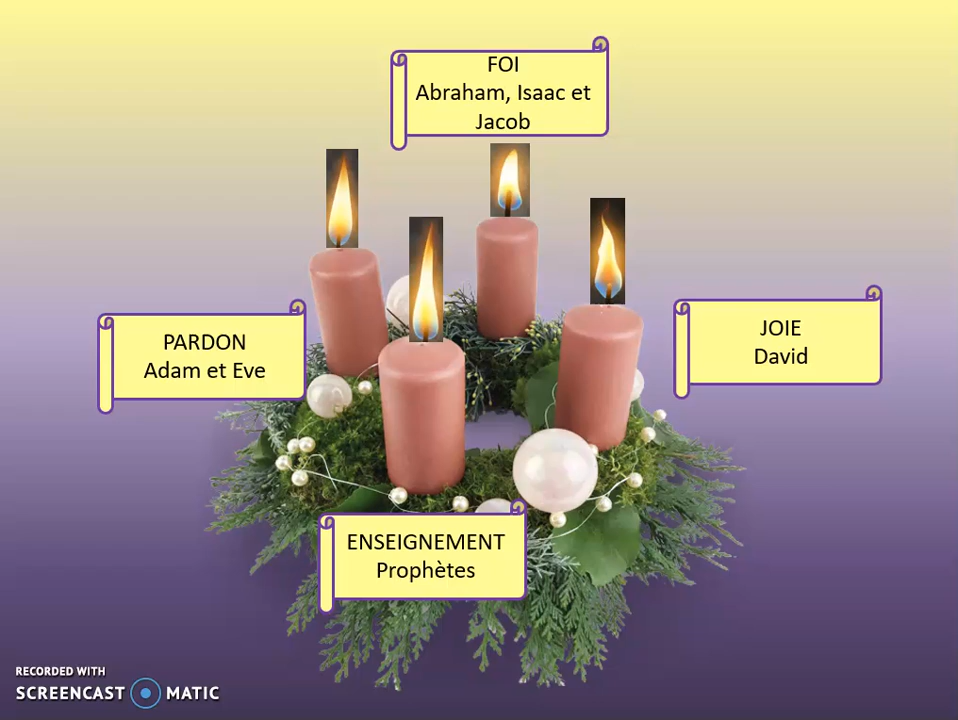 FOI
Abraham, Isaac et
Jacob
PARDON
Adam et Eve
JOIE
David
ENSEIGNEMENT
Prophètes
RECORDED WITH
SCREENCAST MATIC